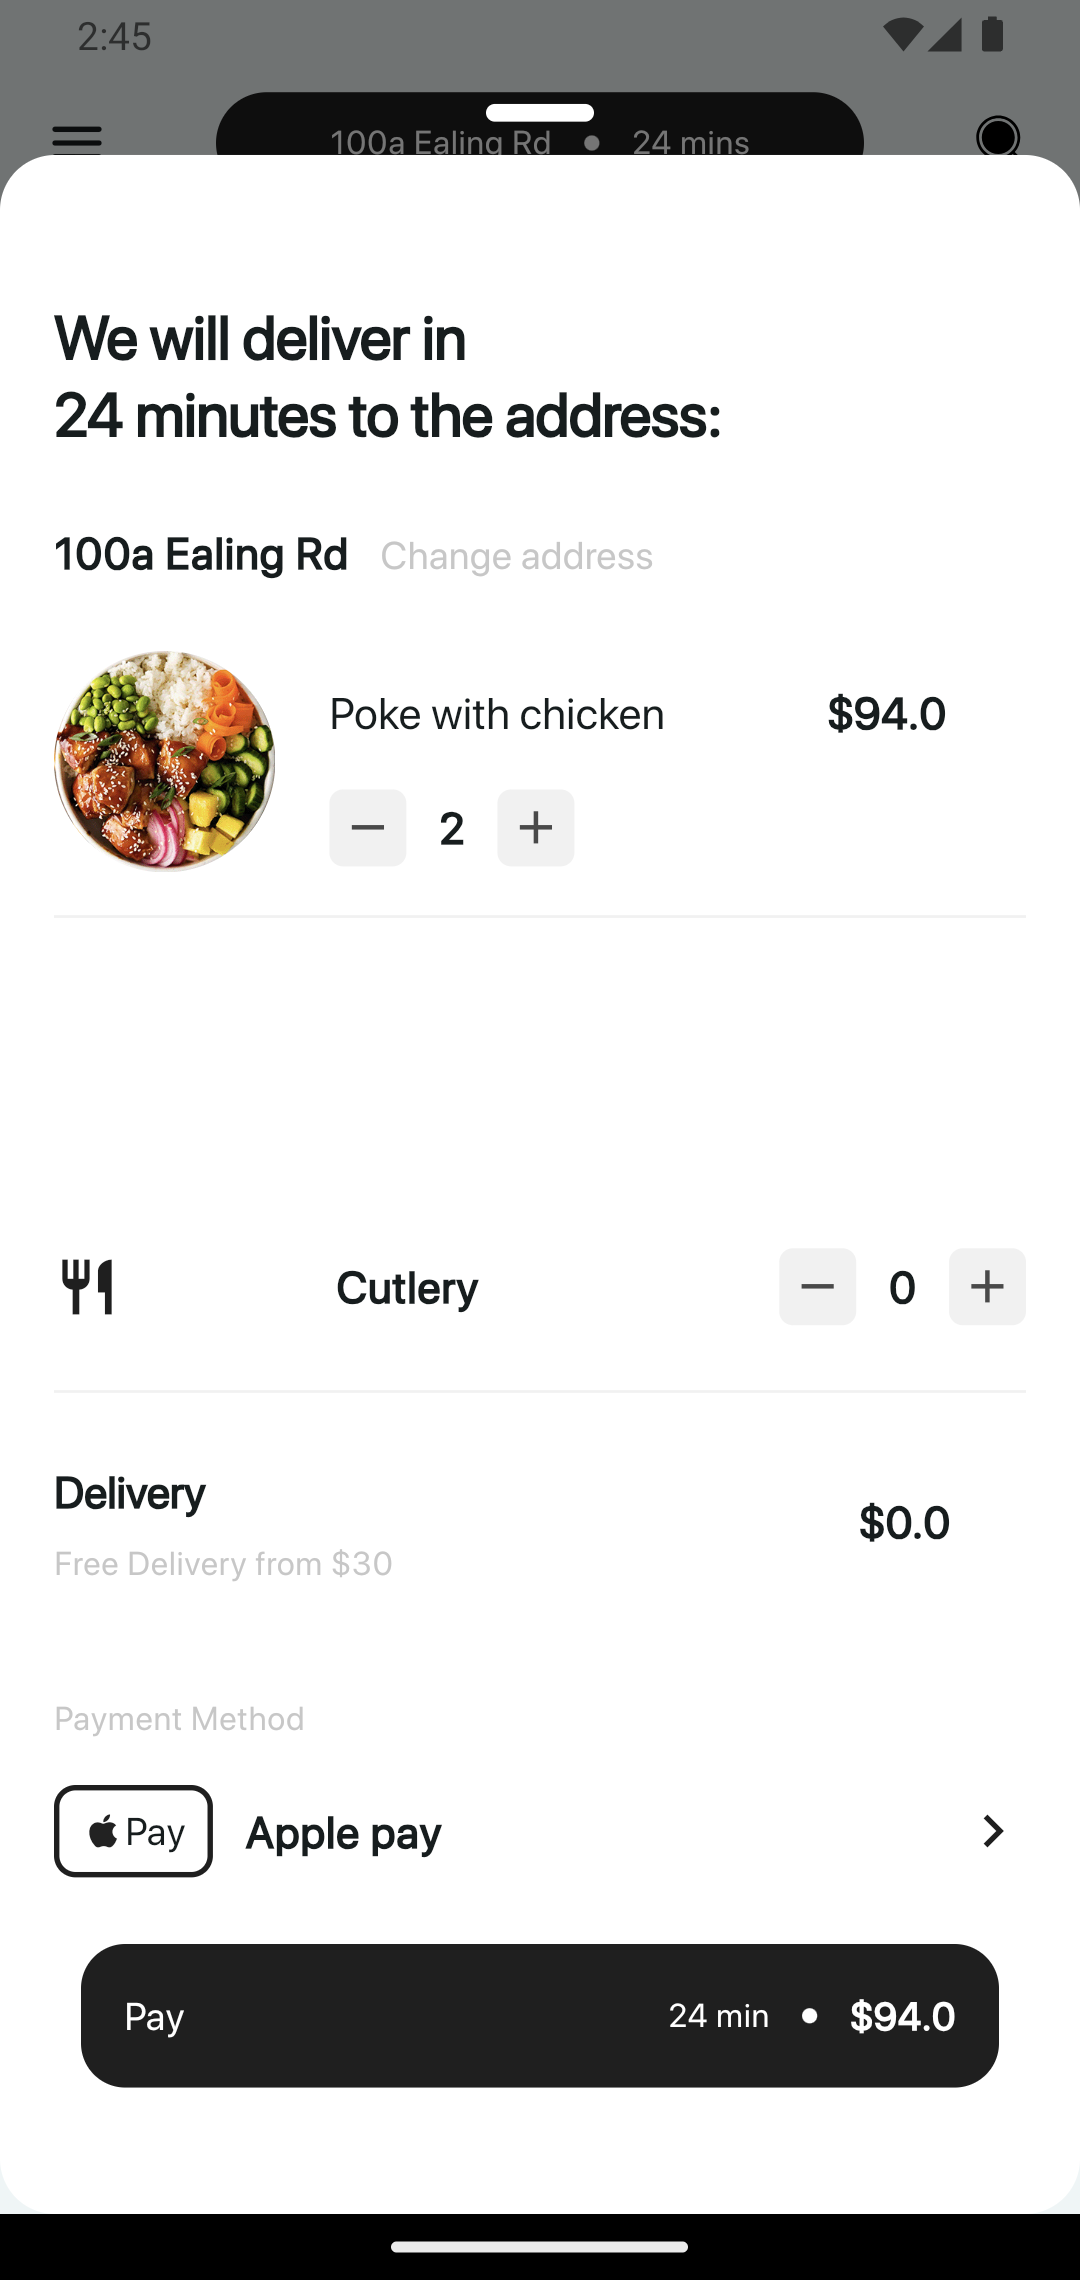 2:45
100a Ealing Rd 24 mins
We will deliver in
24 minutes to the address:
100a Ealing Rd Change address
Poke with chicken $94.0
2
Cutlery 0
Delivery
$0.0
Free Delivery from $30
Payment Method
Pay Apple pay
Pay 24 min $94.0